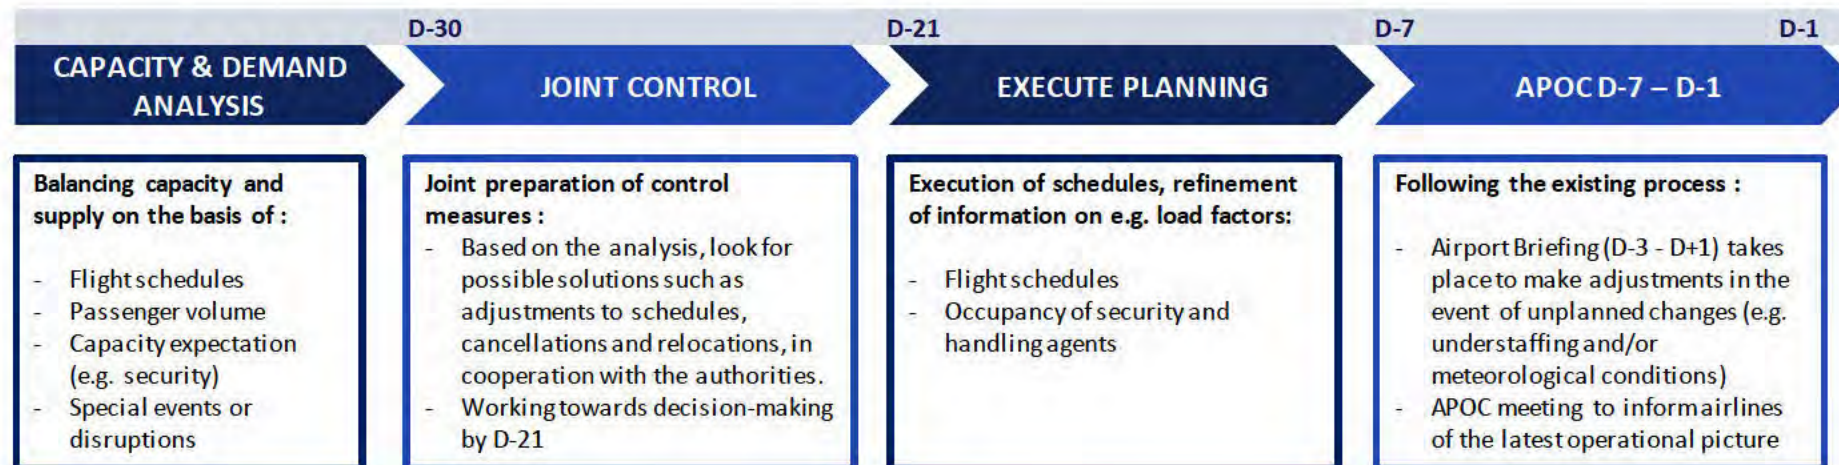 D-30
D-21
D-7
D-1
CAPACITY & DEMAND
ANALYSIS
JOINT CONTROL
EXECUTE PLANNING
APOC D-7 – D-1
Balancing capacity and
supply on the basis of :
- Flight schedules
- Passenger volume
- Capacity expectation
(e.g. security)
- Special events or
disruptions
Joint preparation of control
measures :
- Based on the analysis, look for
possible solutions such as
adjustments to schedules,
cancellations and relocations, in
cooperation with the authorities.
- Working towards decision-making
by D-21
Execution of schedules, refinement
of information on e.g. load factors:
- Flight schedules
- Occupancy of security and
handling agents
Following the existing process :
- Airport Briefing (D-3 - D+1) takes
place to make adjustments in the
event of unplanned changes (e.g.
understaffing and/or
meteorological conditions)
- APOC meeting to inform airlines
of the latest operational picture